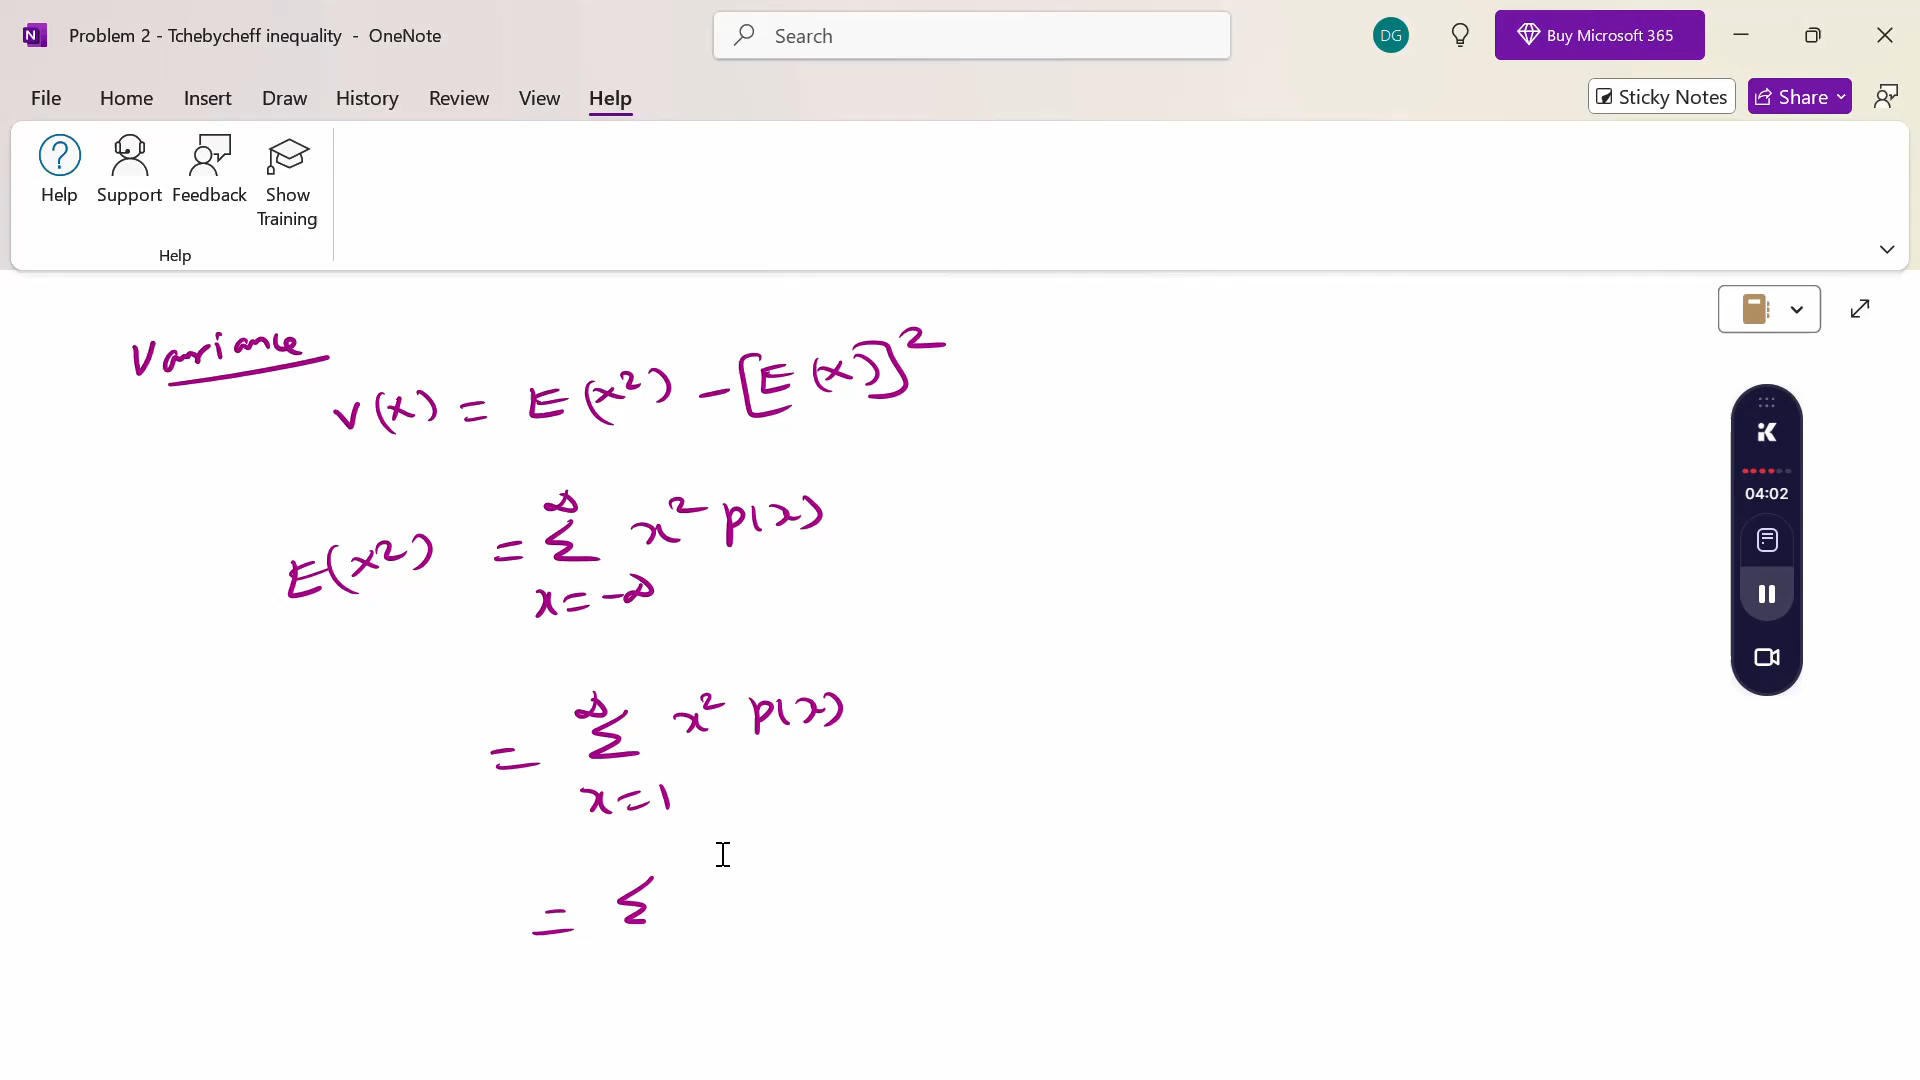 Problem 2 - Tchebycheff inequality - OneNote
Search
DG
Buy Microsoft 365
File Home Insert Draw History Review View Help
Sticky Notes
Share
Help Support Feedback Show Training
Help
Variance
V(X) = E(X²) - [E(X)]²
E(X²) = ∞ Σ x=-∞ x² p(x)
= ∞ Σ x=1 x² p(x)
= Σ
04:02